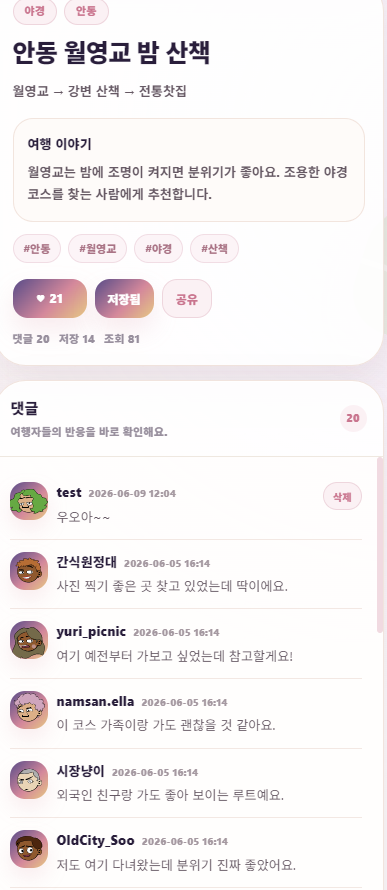 야경 안동
안동 월영교 밤 산책
월영교 → 강변 산책 → 전통찻집
여행 이야기
월영교는 밤에 조명이 켜지면 분위기가 좋아요. 조용한 야경
코스를 찾는 사람에게 추천합니다.
#안동 #월영교 #야경 #산책
♥ 21 저장됨 공유
댓글 20 저장 14 조회 81
댓글
여행자들의 반응을 바로 확인해요.
20
test 2026-06-09 12:04
삭제
우오아~~
간식원정대 2026-06-05 16:14
사진 찍기 좋은 곳 찾고 있었는데 딱이에요.
yuri_picnic 2026-06-05 16:14
여기 예전부터 가보고 싶었는데 참고할게요!
namsan.ella 2026-06-05 16:14
이 코스 가족이랑 가도 괜찮을 것 같아요.
시장냥이 2026-06-05 16:14
외국인 친구랑 가도 좋아 보이는 루트예요.
OldCity_Soo 2026-06-05 16:14
저도 여기 다녀왔는데 분위기 진짜 좋았어요.